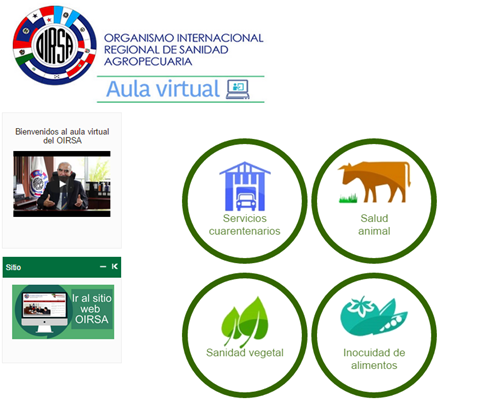 OIRSA
ORGANISMO INTERNACIONAL
REGIONAL DE SANIDAD
AGROPECUARIA
Aula virtual
Bienvenidos al aula virtual
del OIRSA
Sitio
Ir al sitio
web
OIRSA
Servicios
cuarentenarios
Salud
animal
Sanidad vegetal
Inocuidad de
alimentos